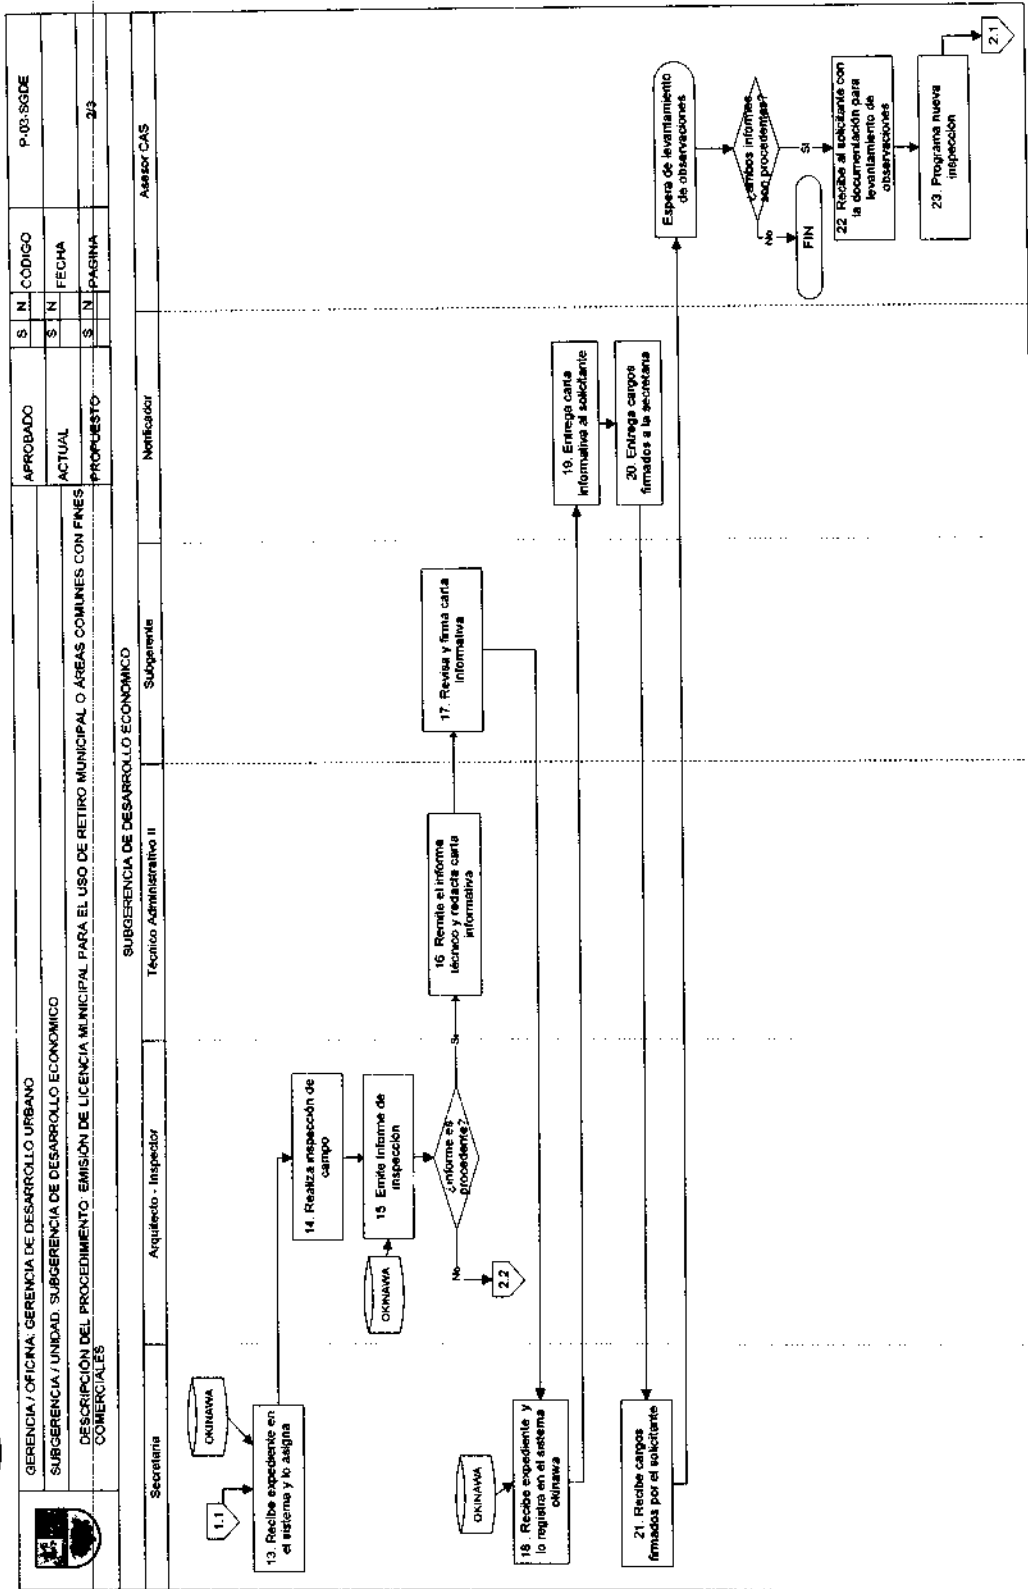 GERENCIA / OFICINA: GERENCIA DE DESARROLLO URBANO
APROBADO
S
N
CÓDIGO
P-03-SGDE
SUBGERENCIA / UNIDAD: SUBGERENCIA DE DESARROLLO ECONOMICO
ACTUAL
S
N
FECHA
DESCRIPCIÓN DEL PROCEDIMIENTO: EMISIÓN DE LICENCIA MUNICIPAL PARA EL USO DE RETIRO MUNICIPAL O ÁREAS COMUNES CON FINES
COMERCIALES
PROPUESTO
S
N
PAGINA
2/3
SUBGERENCIA DE DESARROLLO ECONOMICO
Secretaria
Arquitecto - Inspector
Técnico Administrativo II
Subgerente
Notificador
Asesor CAS
1.1
OKINAWA
13. Recibe expediente en
el sistema y lo asigna
14. Realiza inspección de
campo
OKINAWA
15 Emite Informe de
inspección
¿Informe es
procedente?
No
2.2
Si
16 Remite el informe
técnico y redacta carta
informativa
17. Revisa y firma carta
informativa
OKINAWA
18 . Recibe expediente y
lo registra en el sistema
okinawa
19. Entrega carta
informativa al solicitante
20. Entrega cargos
firmados a la secretaria
21. Recibe cargos
firmados por el solicitante
Espera de levantamiento
de observaciones
¿ambos informes
son procedentes?
No
FIN
SI
22 Recibe al solicitante con
la documentación para
levantamiento de
observaciones
23. Programa nueva
inspección
2.1